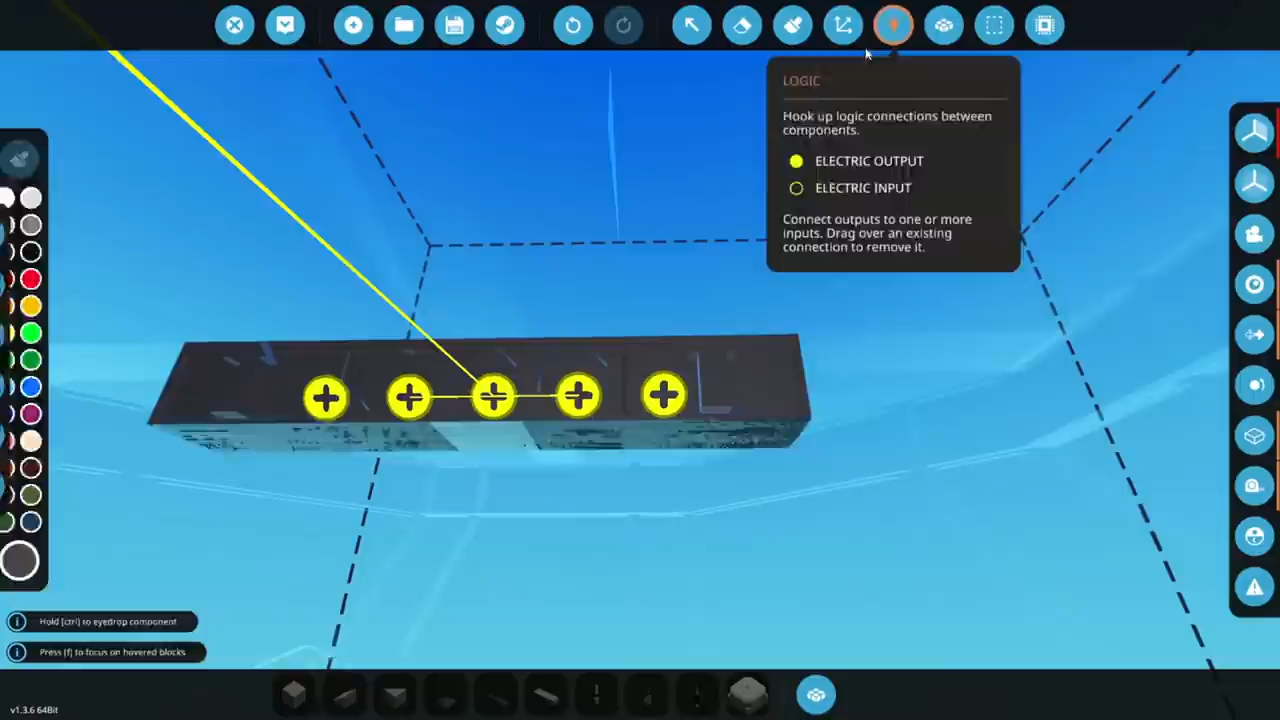 LOGIC
Hook up logic connections between
components.
ELECTRIC OUTPUT
ELECTRIC INPUT
Connect outputs to one or more
inputs. Drag over an existing
connection to remove it.
Hold [ctrl] to eyedrop component
Press [f] to focus on hovered blocks
v1.3.6 64Bit